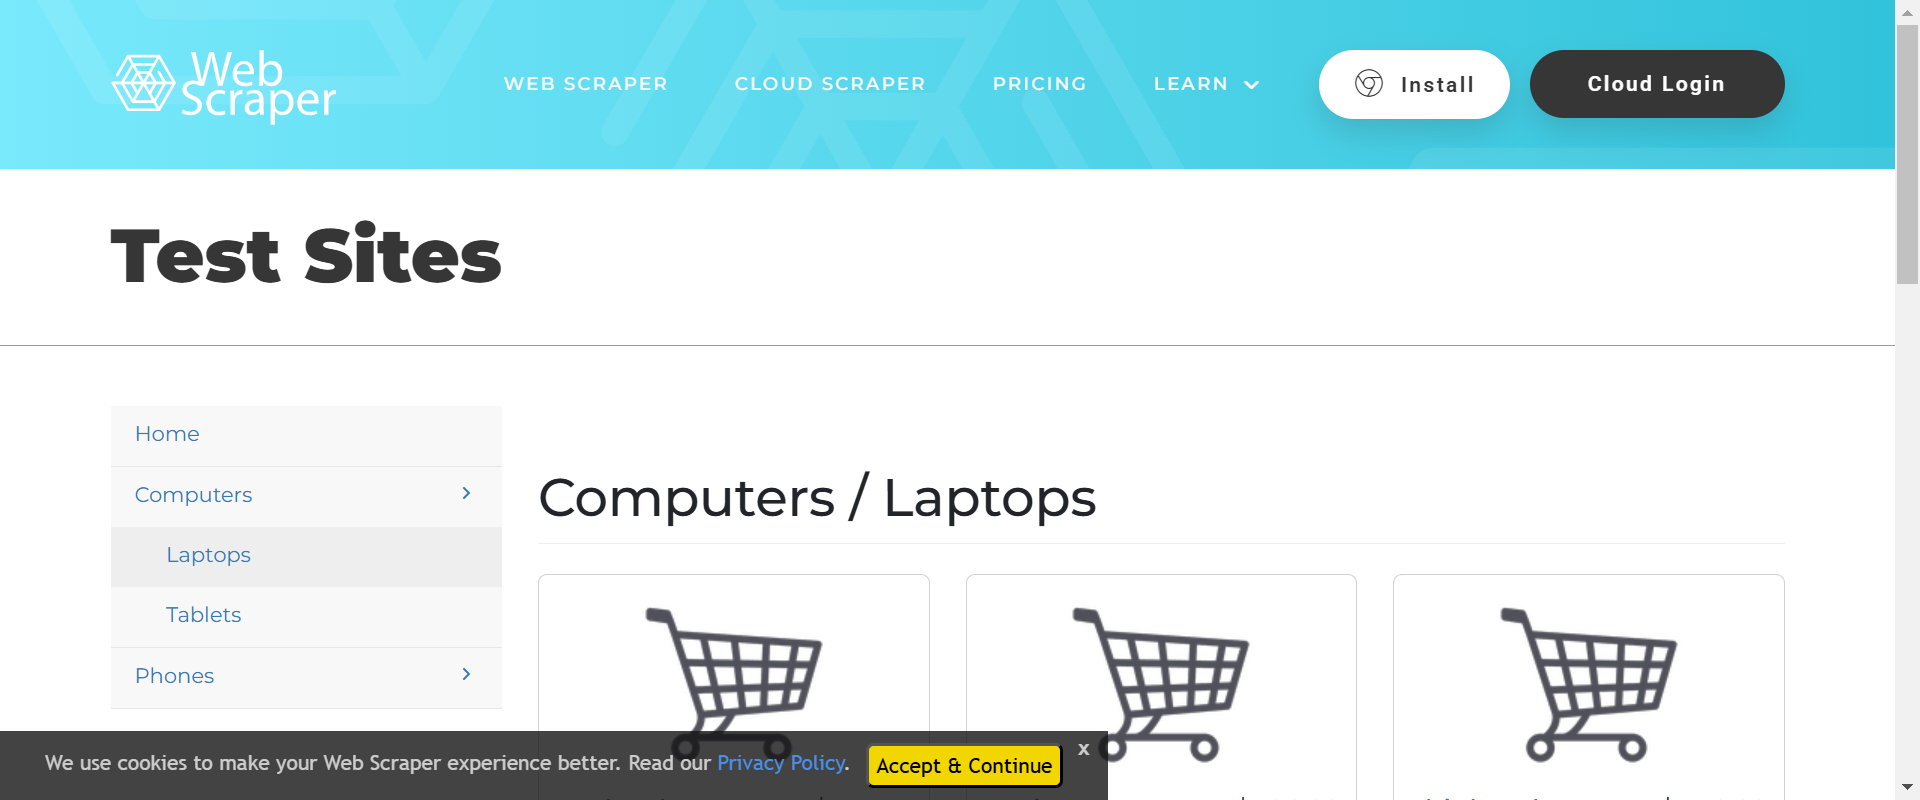 Web
Scraper
WEB SCRAPER
CLOUD SCRAPER
PRICING
LEARN
Install
Cloud Login
Test Sites
Home
Computers
Laptops
Tablets
Phones
Computers / Laptops
We use cookies to make your Web Scraper experience better. Read our Privacy Policy.
Accept & Continue
x